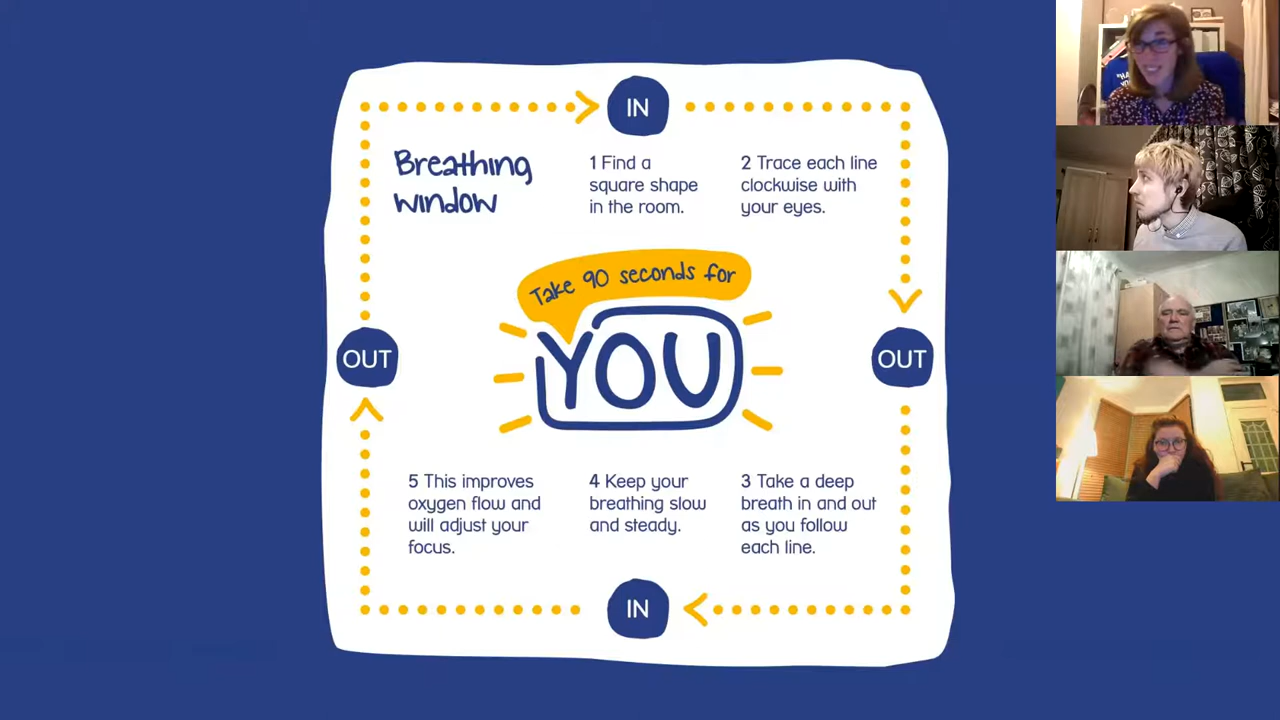 IN
Breathing
window
1 Find a
square shape
in the room.
2 Trace each line
clockwise with
your eyes.
Take 90 seconds for
YOU
OUT
OUT
5 This improves
oxygen flow and
will adjust your
focus.
4 Keep your
breathing slow
and steady.
3 Take a deep
breath in and out
as you follow
each line.
IN